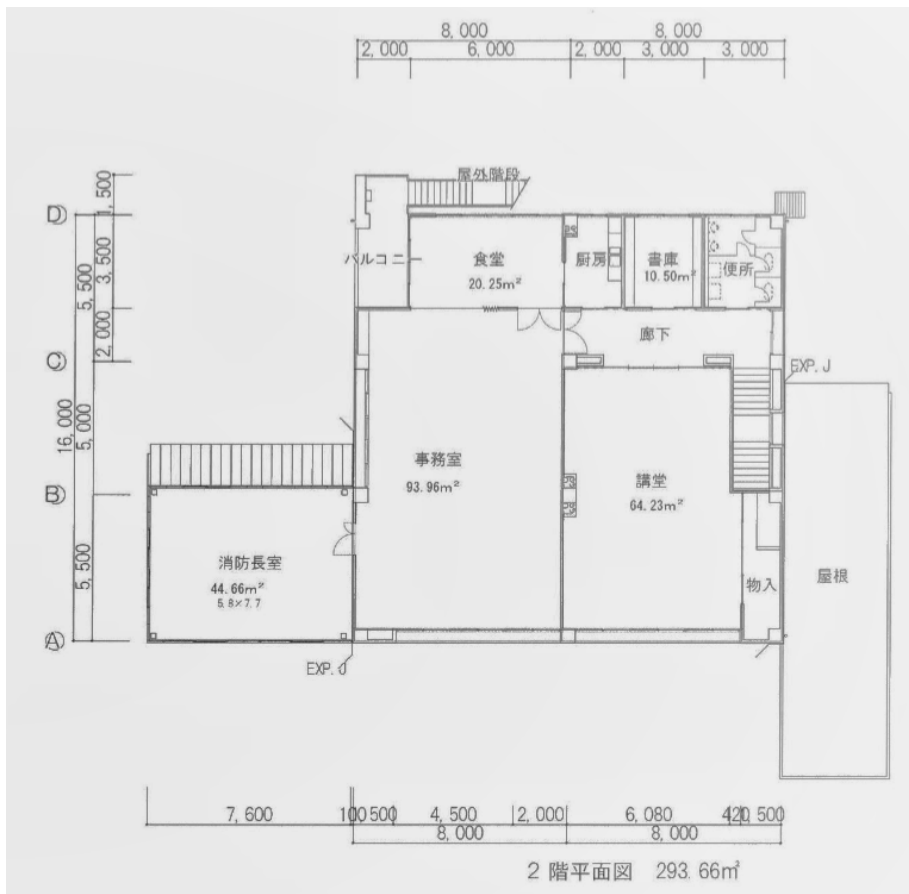 8,000
8,000
2,000
6,000
2,000
3,000
3,000
屋外階段
1,500
D
バルコニー
食堂
20.25m²
厨房
書庫
10.50m²
便所
3,500
5,500
2,000
廊下
C
EXP.J
16,000
5,000
事務室
93.96m²
講堂
64.23m²
B
消防長室
44.66m²
5.8×7.7
物入
屋根
5,500
A
EXP.J
7,600
100
500
4,500
2,000
6,080
420
1,500
8,000
8,000
2階平面図 293.66㎡